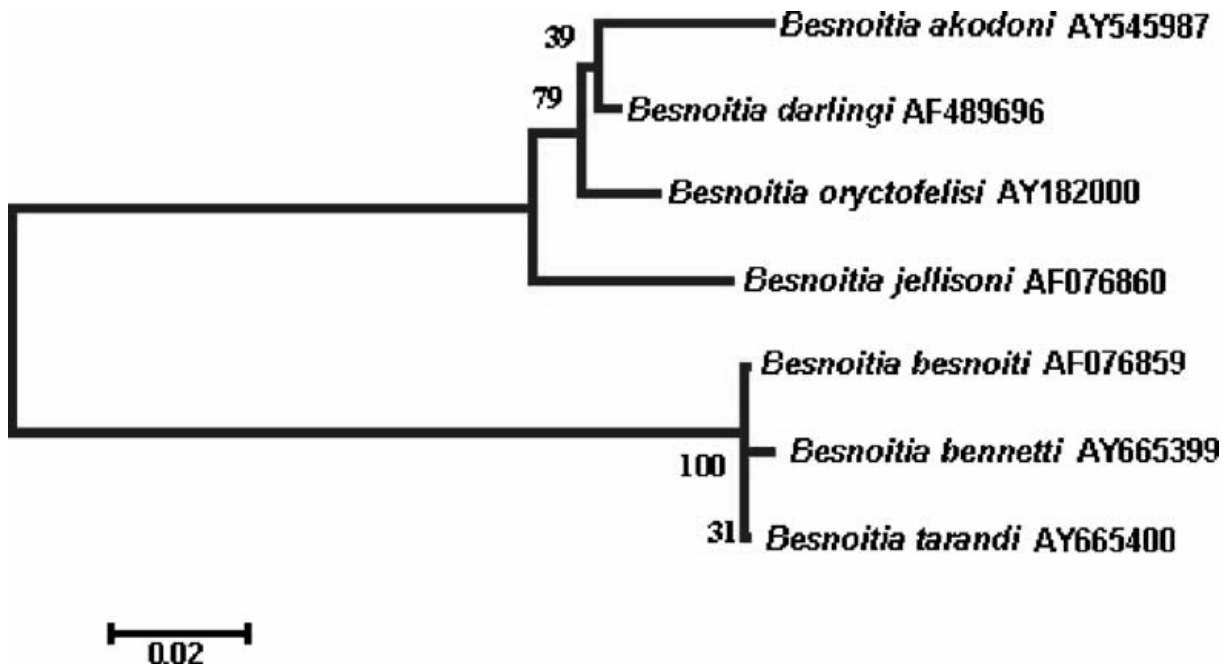 Besnoitia akodoni AY545987
39
Besnoitia darlingi AF489696
79
Besnoitia oryctofelisi AY182000
Besnoitia jellisoni AF076860
Besnoitia besnoiti AF076859
Besnoitia bennetti AY665399
100
31
Besnoitia tarandi AY665400
0.02